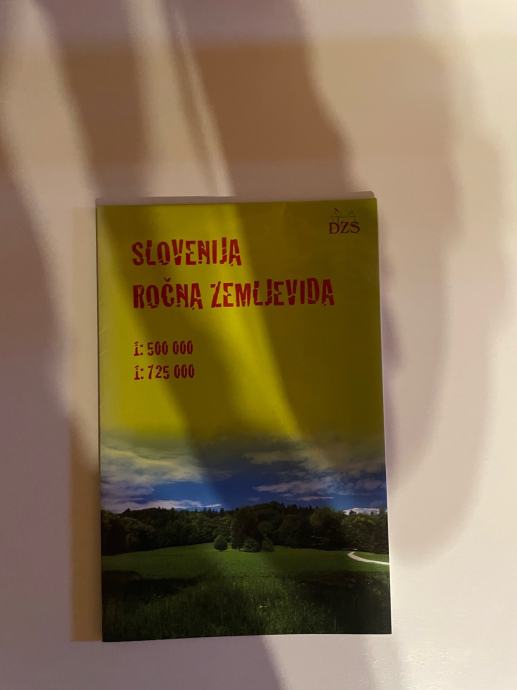 DZS
SLOVENIJA
ROČNA ZEMLJEVIDA
1: 500 000
1: 725 000